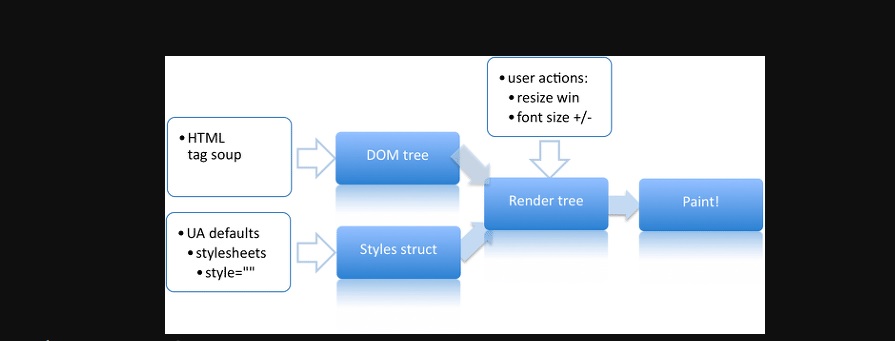 • user actions:
• resize win
• font size +/-
• HTML
tag soup
DOM tree
Render tree
Paint!
• UA defaults
• stylesheets
• style=""
Styles struct